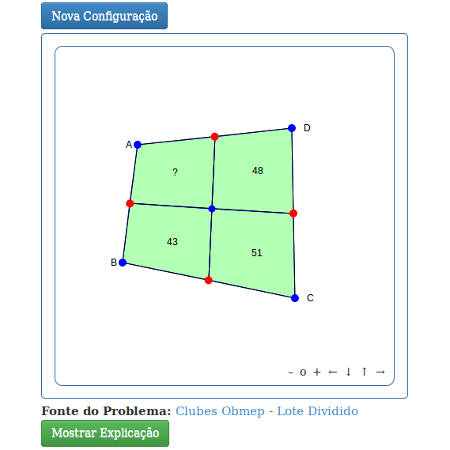 Nova Configuração
D
A
?
48
43
51
B
C
– o + ← ↓ ↑ →
Fonte do Problema: Clubes Obmep - Lote Dividido
Mostrar Explicação